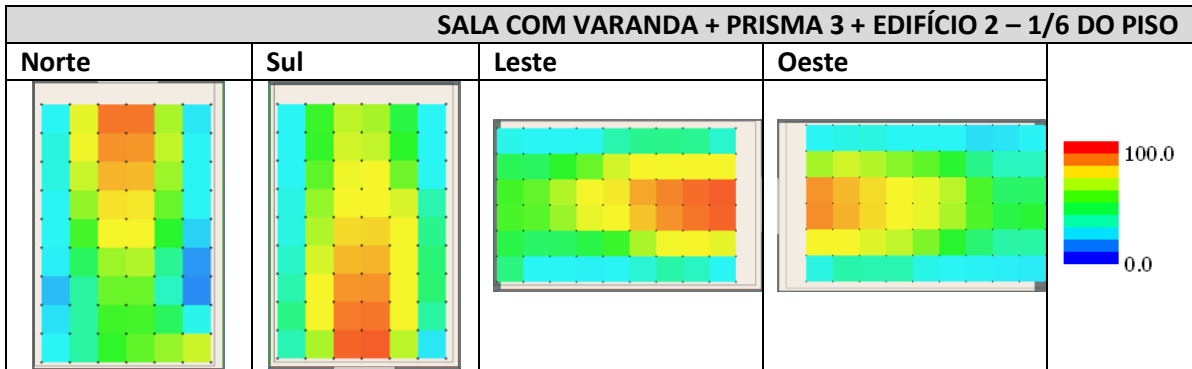 SALA COM VARANDA + PRISMA 3 + EDIFÍCIO 2 – 1/6 DO PISO
Norte Sul Leste Oeste
100.0
0.0